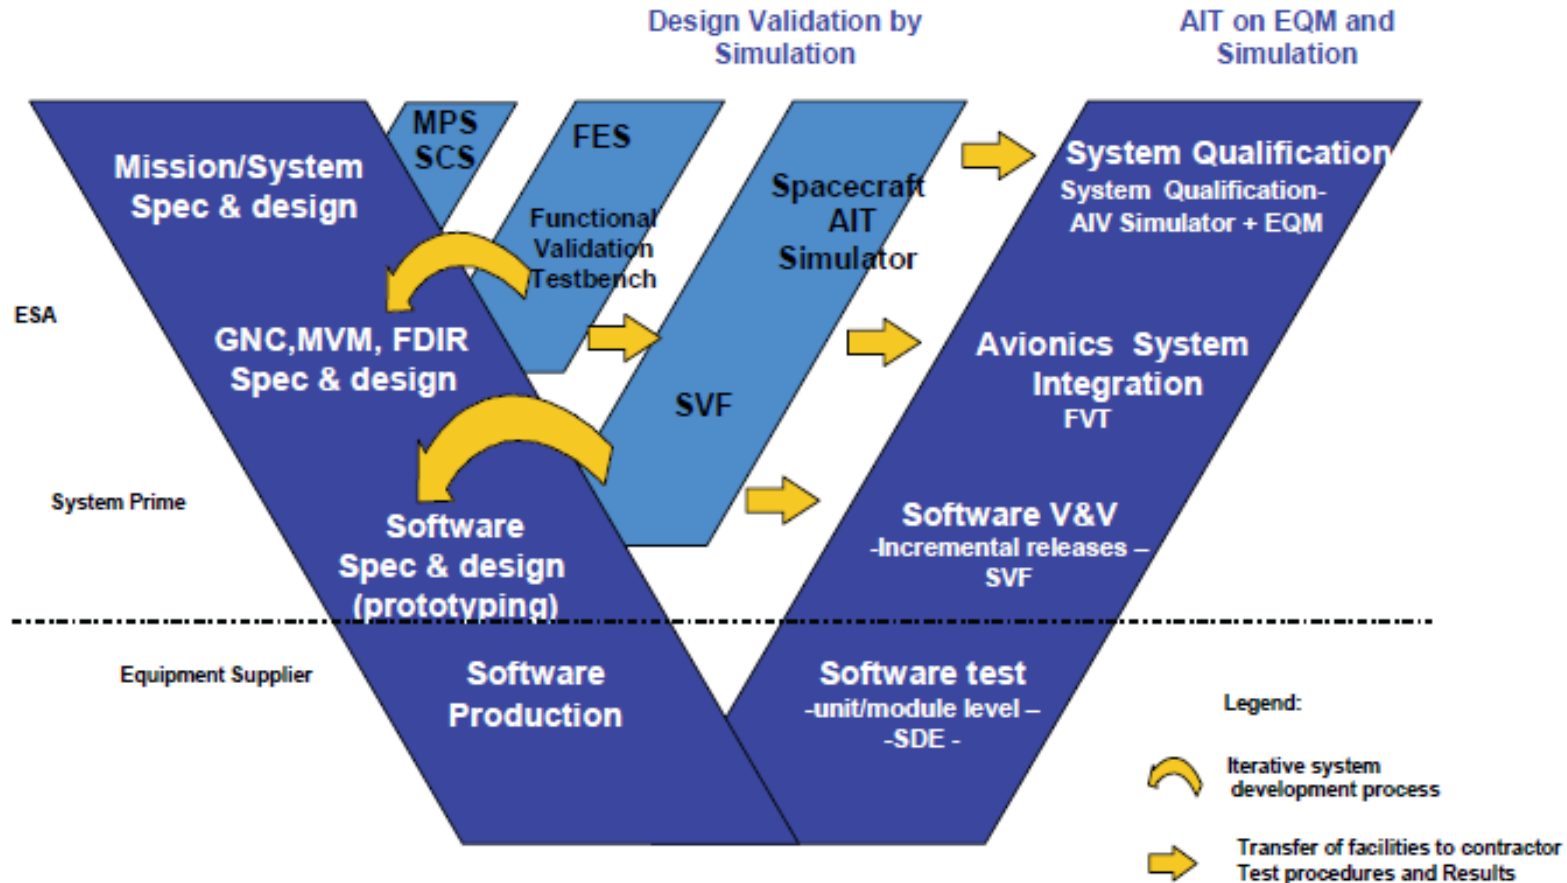 Design Validation by
Simulation
AIT on EQM and
Simulation
MPS
SCS
FES
Mission/System
Spec & design
Functional
Validation
Testbench
Spacecraft
AIT
Simulator
System Qualification
System Qualification-
AIV Simulator + EQM
ESA
GNC,MVM, FDIR
Spec & design
SVF
Avionics System
Integration
FVT
System Prime
Software
Spec & design
(prototyping)
Software V&V
-Incremental releases –
SVF
Equipment Supplier
Software
Production
Software test
-unit/module level –
-SDE -
Legend:
Iterative system
development process
Transfer of facilities to contractor
Test procedures and Results